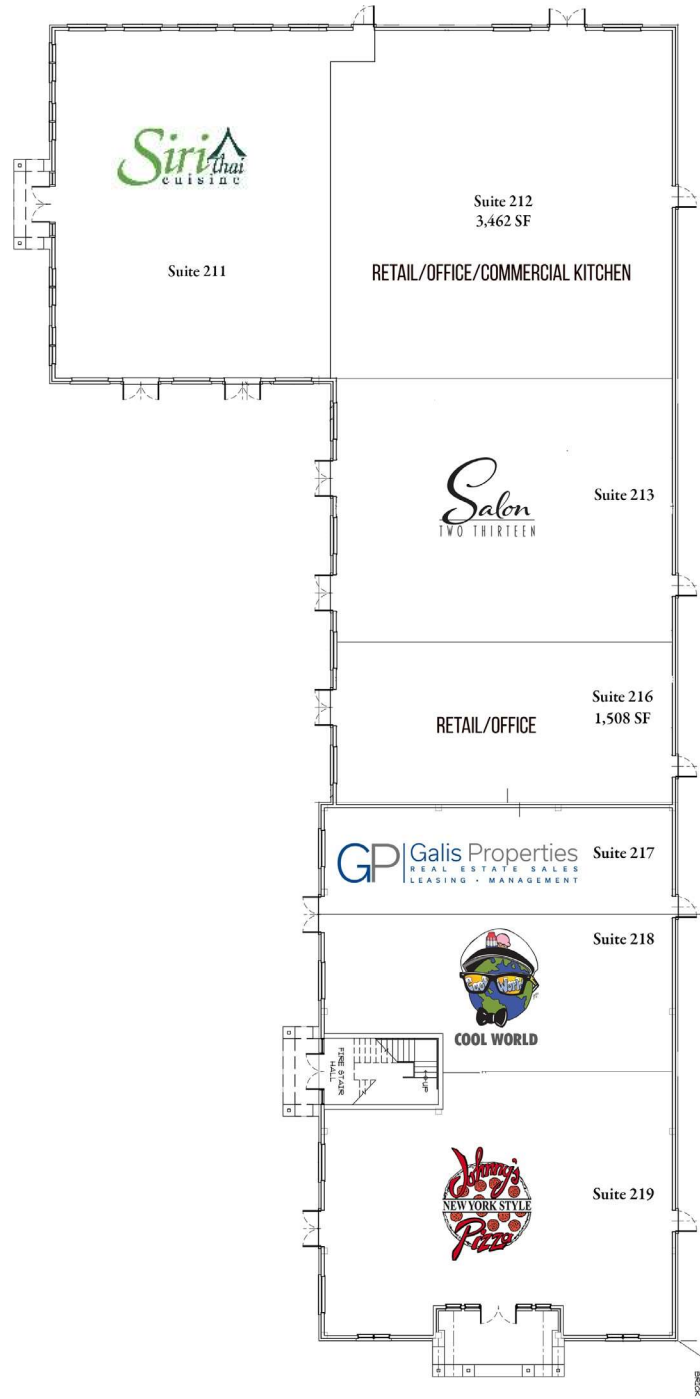 Siri
thai
cuisine
Suite 211
Suite 212
3,462 SF
RETAIL/OFFICE/COMMERCIAL KITCHEN
Salon
TWO THIRTEEN
Suite 213
Suite 216
1,508 SF
RETAIL/OFFICE
GP
Galis Properties
REAL ESTATE SALES
LEASING • MANAGEMENT
Suite 217
Suite 218
Cool World
COOL WORLD
FIRE STAIR
HALL
UP
Johnny's
NEW YORK STYLE
Pizza
Suite 219